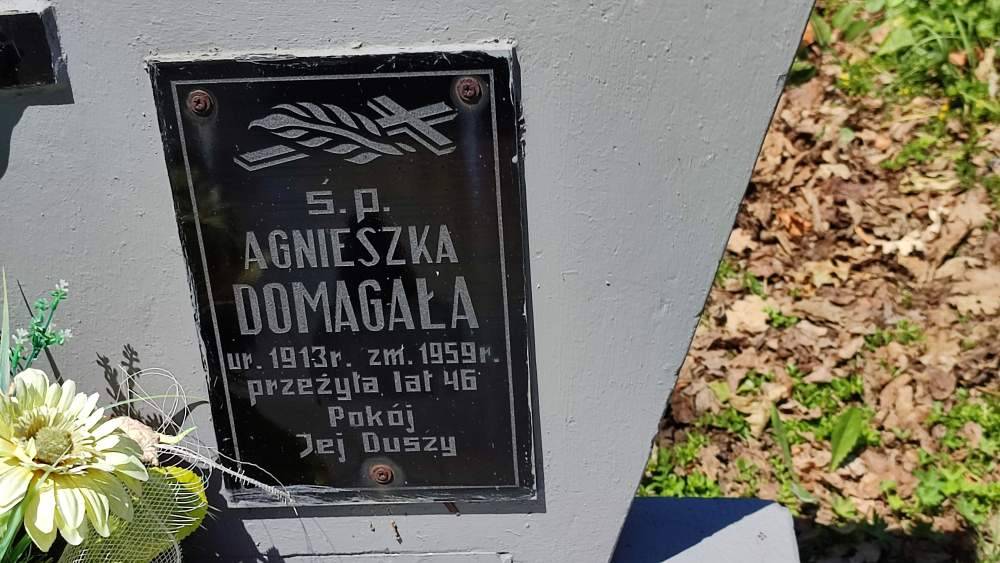 ś.p.
AGNIESZKA
DOMAGAŁA
ur. 1913r. zm. 1959r.
przeżyła lat 46
Pokój
Jej Duszy